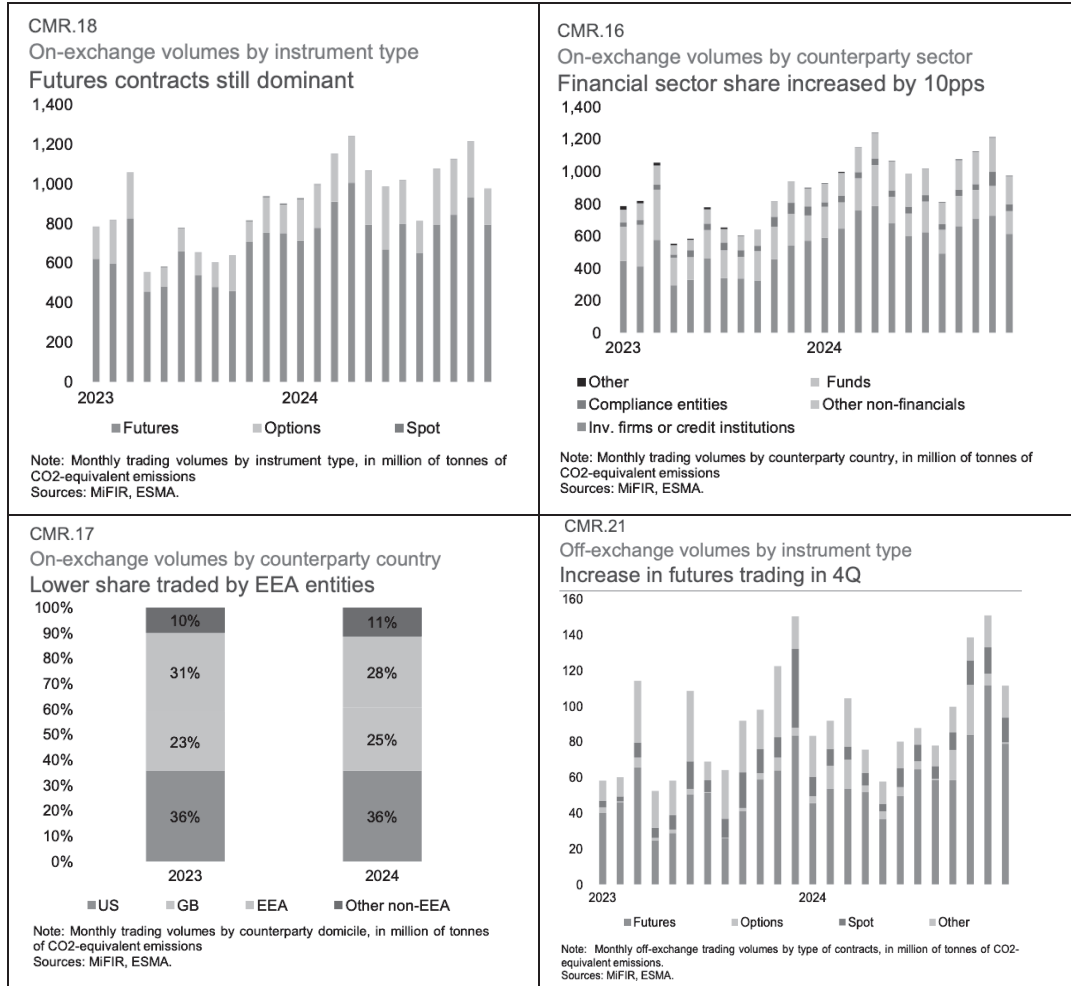 CMR.18
On-exchange volumes by instrument type
Futures contracts still dominant
1,400
1,200
1,000
800
600
400
200
0
2023
2024
Futures
Options
Spot
Note: Monthly trading volumes by instrument type, in million of tonnes of
CO2-equivalent emissions
Sources: MiFIR, ESMA.
CMR.16
On-exchange volumes by counterparty sector
Financial sector share increased by 10pps
1,400
1,200
1,000
800
600
400
200
0
2023
2024
Other
Funds
Compliance entities
Other non-financials
Inv. firms or credit institutions
Note: Monthly trading volumes by counterparty country, in million of tonnes of
CO2-equivalent emissions
Sources: MiFIR, ESMA.
CMR.17
On-exchange volumes by counterparty country
Lower share traded by EEA entities
100%
90%
80%
70%
60%
50%
40%
30%
20%
10%
0%
10%
31%
23%
36%
11%
28%
25%
36%
2023
2024
US
GB
EEA
Other non-EEA
Note: Monthly trading volumes by counterparty domicile, in million of tonnes
of CO2-equivalent emissions
Sources: MiFIR, ESMA.
CMR.21
Off-exchange volumes by instrument type
Increase in futures trading in 4Q
160
140
120
100
80
60
40
20
0
2023
2024
Futures
Options
Spot
Other
Note: Monthly off-exchange trading volumes by type of contracts, in million of tonnes of CO2-
equivalent emissions.
Sources: MiFIR, ESMA.